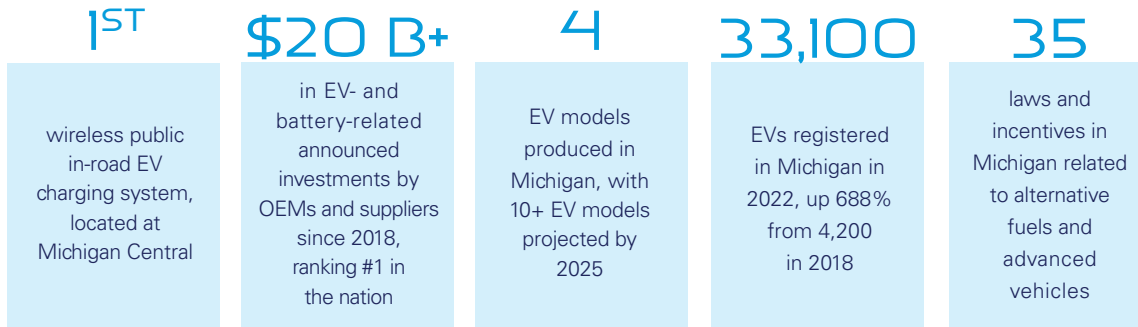 1ST
wireless public
in-road EV
charging system,
located at
Michigan Central
$20 B+
in EV- and
battery-related
announced
investments by
OEMs and suppliers
since 2018,
ranking #1 in
the nation
4
EV models
produced in
Michigan, with
10+ EV models
projected by
2025
33,100
EVs registered
in Michigan in
2022, up 688%
from 4,200
in 2018
35
laws and
incentives in
Michigan related
to alternative
fuels and
advanced
vehicles